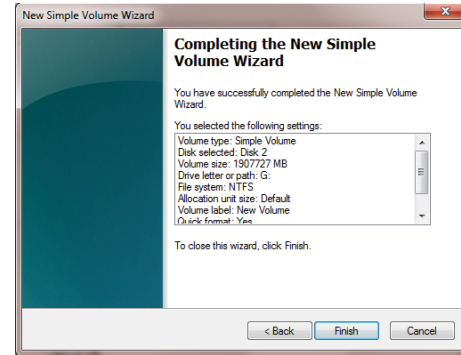 New Simple Volume Wizard
Completing the New Simple
Volume Wizard
You have successfully completed the New Simple Volume
Wizard.
You selected the following settings:
Volume type: Simple Volume
Disk selected: Disk 2
Volume size: 1907727 MB
Drive letter or path: G:
File system: NTFS
Allocation unit size: Default
Volume label: New Volume
Quick format: Yes
To close this wizard, click Finish.
< Back Finish Cancel